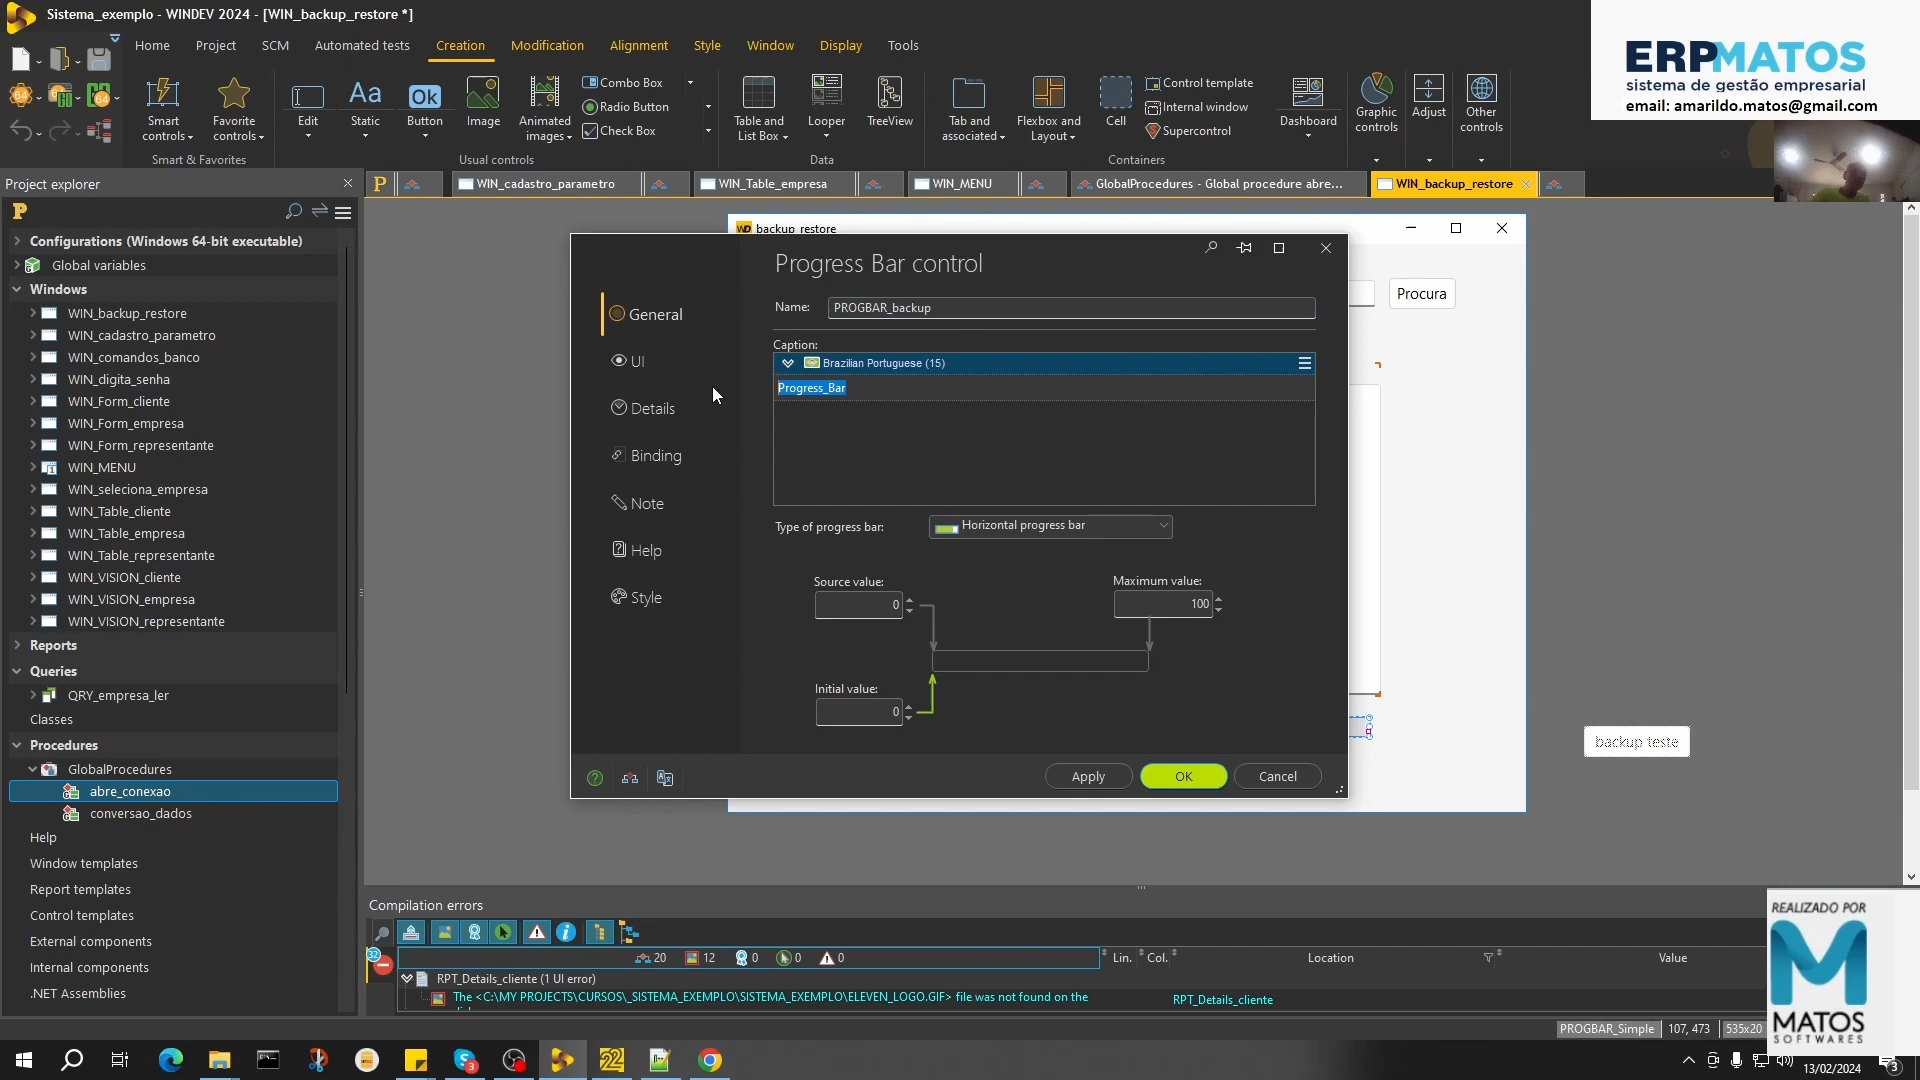 Sistema_exemplo - WINDEV 2024 - [WIN_backup_restore *]
Home Project SCM Automated tests Creation Modification Alignment Style Window Display Tools
Smart controls
Favorite controls
Edit
Static
Button
Image
Animated images
Combo Box
Radio Button
Check Box
Table and List Box
Looper
TreeView
Tab and associated
Flexbox and Layout
Cell
Control template
Internal window
Supercontrol
Dashboard
Graphic controls
Adjust
Other controls
Smart & Favorites Usual controls Data Containers
ERPMATOS
sistema de gestão empresarial
email: amarildo.matos@gmail.com
Project explorer
WIN_cadastro_parametro WIN_Table_empresa WIN_MENU GlobalProcedures - Global procedure abre... WIN_backup_restore
Configurations (Windows 64-bit executable)
Global variables
Windows
WIN_backup_restore
WIN_cadastro_parametro
WIN_comandos_banco
WIN_digita_senha
WIN_Form_cliente
WIN_Form_empresa
WIN_Form_representante
WIN_MENU
WIN_seleciona_empresa
WIN_Table_cliente
WIN_Table_empresa
WIN_Table_representante
WIN_VISION_cliente
WIN_VISION_empresa
WIN_VISION_representante
Reports
Queries
QRY_empresa_ler
Classes
Procedures
GlobalProcedures
abre_conexao
conversao_dados
Help
Window templates
Report templates
Control templates
External components
Internal components
.NET Assemblies
backup_restore
Procura
backup teste
Progress Bar control
General
UI
Details
Binding
Note
Help
Style
Name: PROGBAR_backup
Caption:
Brazilian Portuguese (15)
Progress_Bar
Type of progress bar: Horizontal progress bar
Source value: Maximum value:
0 100
Initial value:
0
Apply OK Cancel
Compilation errors
32
20 12 0 0 0 Lin. Col. Location Value
RPT_Details_cliente (1 UI error)
The <C:\MY PROJECTS\CURSOS\_SISTEMA_EXEMPLO\SISTEMA_EXEMPLO\ELEVEN_LOGO.GIF> file was not found on the RPT_Details_cliente
PROGBAR_Simple 107, 473 535x20
REALIZADO POR
MATOS
SOFTWARES
13/02/2024
3